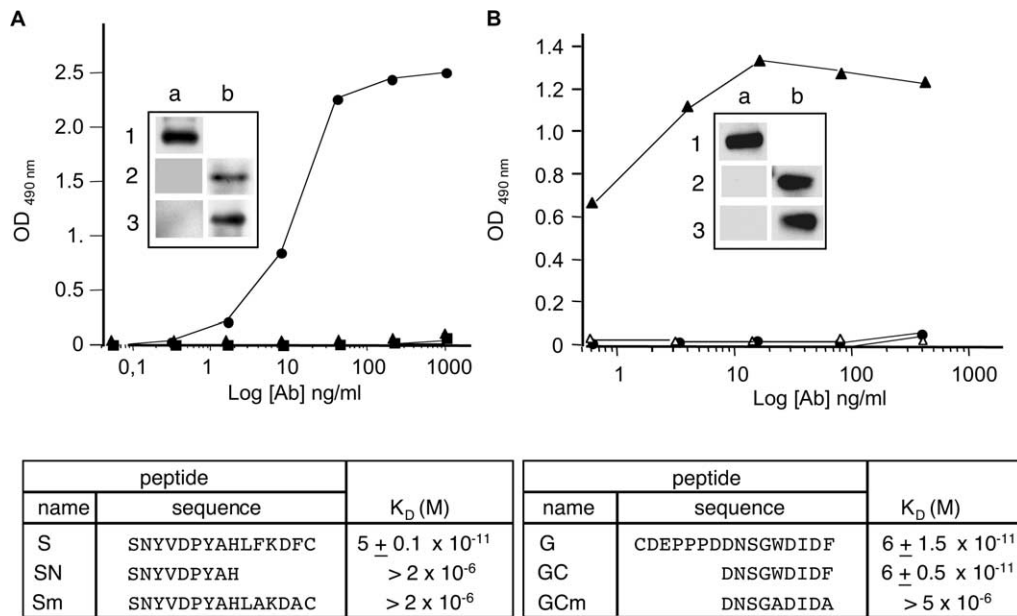 A
2.5
2.0
1.5
1.
0.5
0
OD 490 nm
0,1 1 10 100 1000
Log [Ab] ng/ml
a b
1
2
3
B
1.4
1.2
1.0
0.8
0.6
0.4
0.2
0
OD 490 nm
1 10 100 1000
Log [Ab] ng/ml
a b
1
2
3
peptide
name sequence K_D (M)
S SNYVDPYAHLFKDFC 5 ± 0.1 x 10^-11
SN SNYVDPYAH > 2 x 10^-6
Sm SNYVDPYAHLAKDAC > 2 x 10^-6
peptide
name sequence K_D (M)
G CDEPPPDDNSGWDIDF 6 ± 1.5 x 10^-11
GC DNSGWDIDF 6 ± 0.5 x 10^-11
GCm DNSGADIDA > 5 x 10^-6